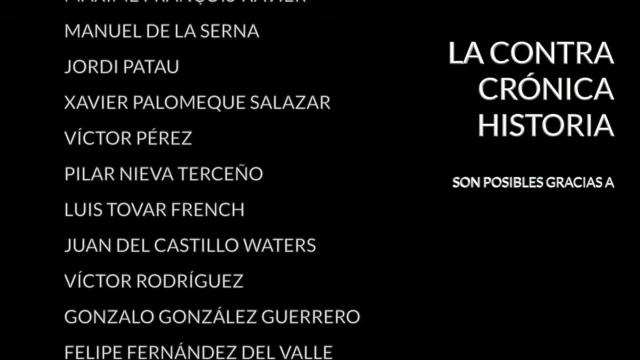 MANUEL DE LA SERNA
JORDI PATAU
XAVIER PALOMEQUE SALAZAR
VÍCTOR PÉREZ
PILAR NIEVA TERCEÑO
LUIS TOVAR FRENCH
JUAN DEL CASTILLO WATERS
VÍCTOR RODRÍGUEZ
GONZALO GONZÁLEZ GUERRERO
FELIPE FERNÁNDEZ DEL VALLE
LA CONTRA
CRÓNICA
HISTORIA
SON POSIBLES GRACIAS A